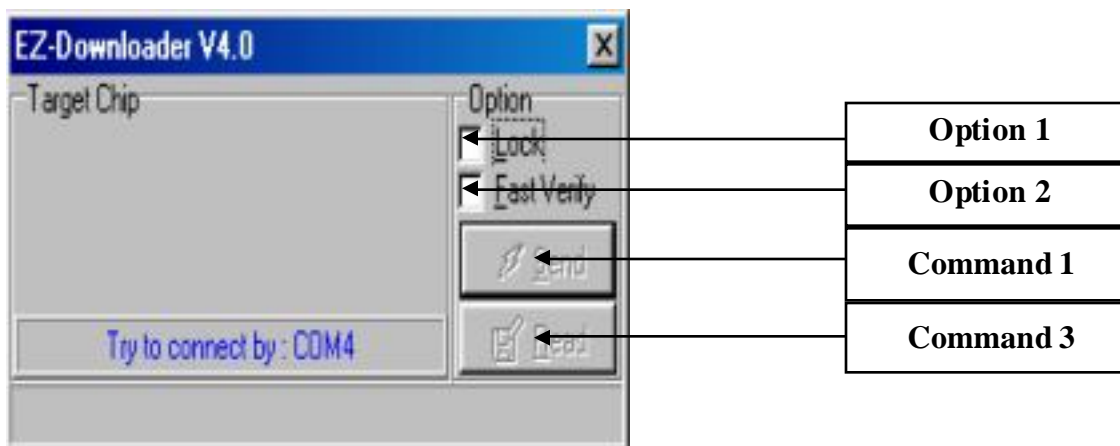 EZ-Downloader V4.0
Target Chip
Option
Lock
Fast Verify
Send
Read
Try to connect by : COM4
Option 1
Option 2
Command 1
Command 3